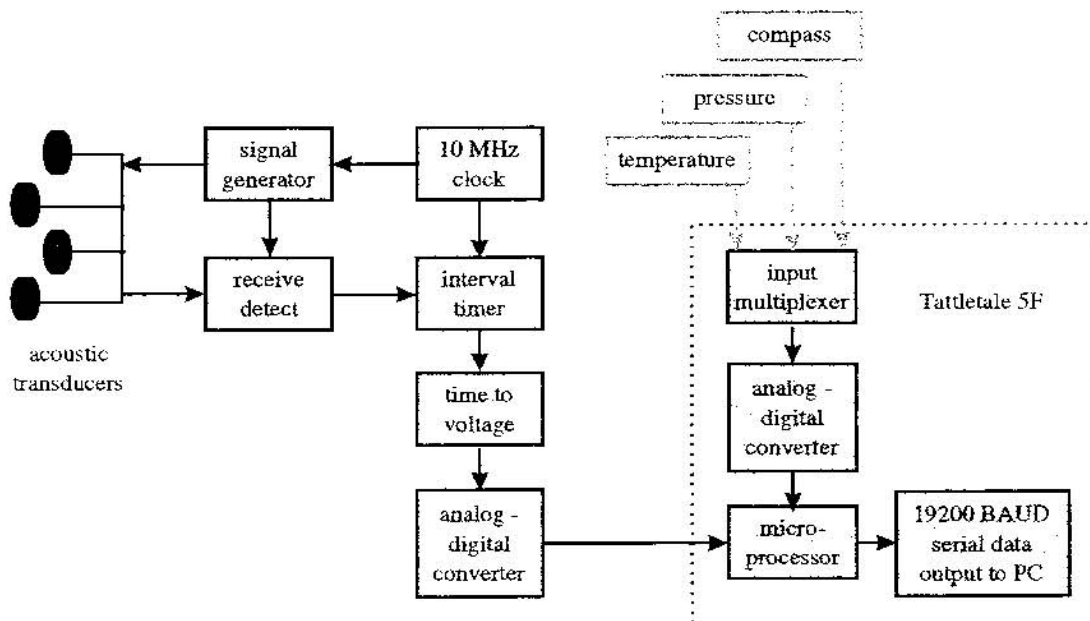 compass
pressure
temperature
signal
generator
10 MHz
clock
receive
detect
interval
timer
input
multiplexer
Tattletale 5F
acoustic
transducers
time to
voltage
analog -
digital
converter
analog -
digital
converter
micro-
processor
19200 BAUD
serial data
output to PC